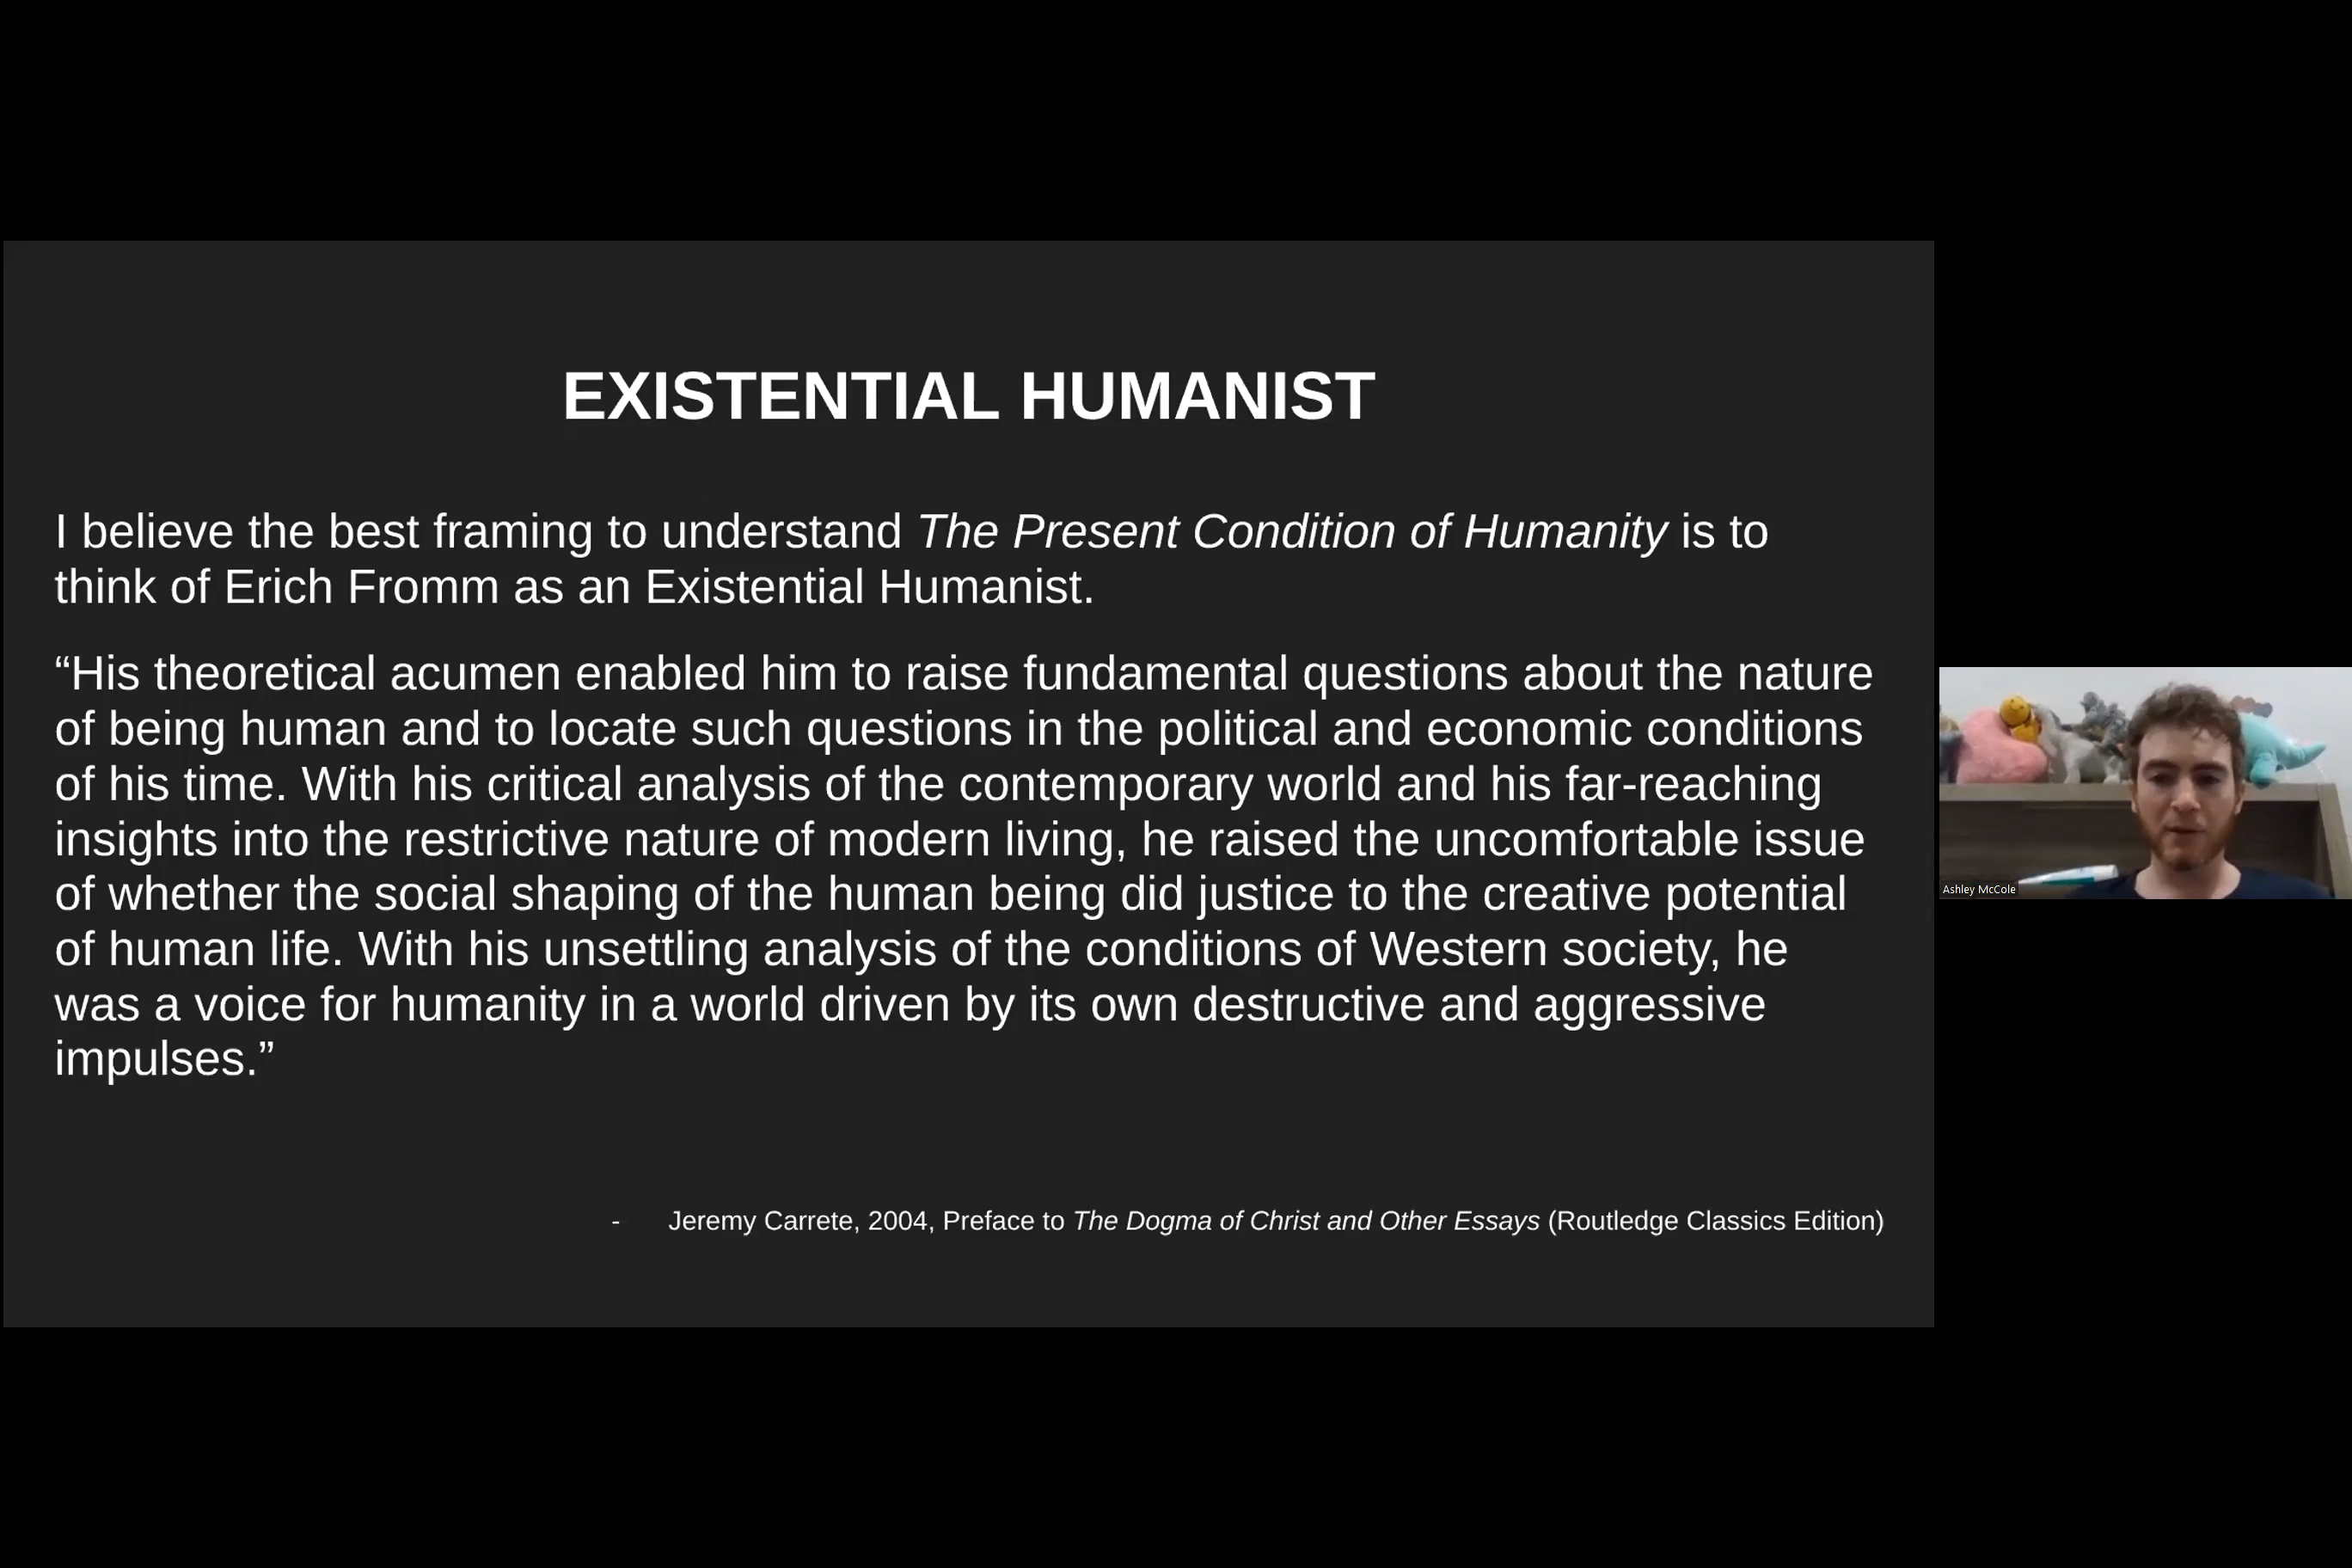 EXISTENTIAL HUMANIST
I believe the best framing to understand The Present Condition of Humanity is to
think of Erich Fromm as an Existential Humanist.
“His theoretical acumen enabled him to raise fundamental questions about the nature
of being human and to locate such questions in the political and economic conditions
of his time. With his critical analysis of the contemporary world and his far-reaching
insights into the restrictive nature of modern living, he raised the uncomfortable issue
of whether the social shaping of the human being did justice to the creative potential
of human life. With his unsettling analysis of the conditions of Western society, he
was a voice for humanity in a world driven by its own destructive and aggressive
impulses.”
- Jeremy Carrete, 2004, Preface to The Dogma of Christ and Other Essays (Routledge Classics Edition)
Ashley McCole